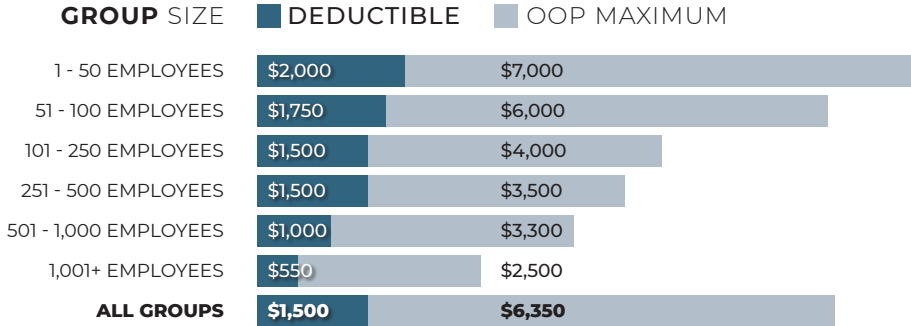 GROUP SIZE DEDUCTIBLE OOP MAXIMUM
1 - 50 EMPLOYEES $2,000 $7,000
51 - 100 EMPLOYEES $1,750 $6,000
101 - 250 EMPLOYEES $1,500 $4,000
251 - 500 EMPLOYEES $1,500 $3,500
501 - 1,000 EMPLOYEES $1,000 $3,300
1,001+ EMPLOYEES $550 $2,500
ALL GROUPS $1,500 $6,350